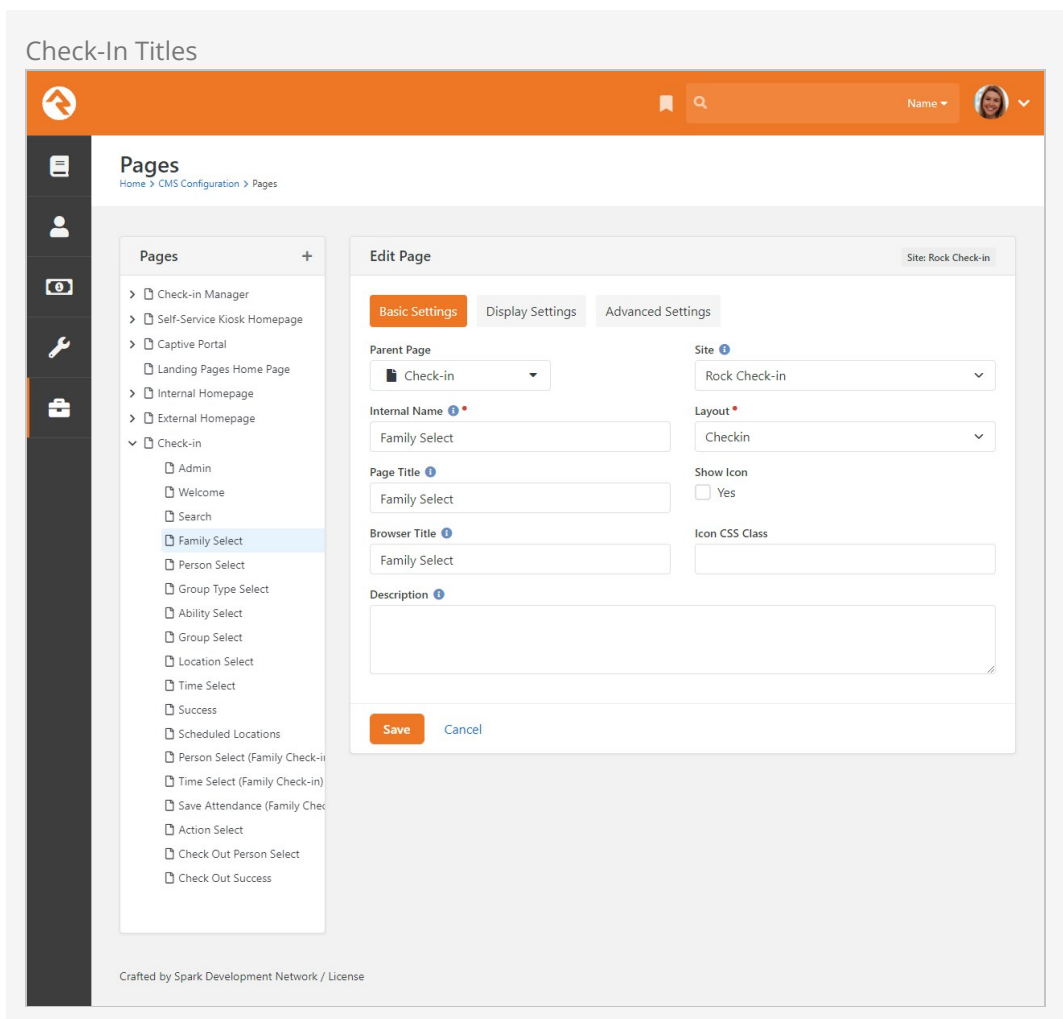 Check-In Titles
Name
Pages
Home > CMS Configuration > Pages
Pages +
Check-in Manager
Self-Service Kiosk Homepage
Captive Portal
Landing Pages Home Page
Internal Homepage
External Homepage
Check-in
Admin
Welcome
Search
Family Select
Person Select
Group Type Select
Ability Select
Group Select
Location Select
Time Select
Success
Scheduled Locations
Person Select (Family Check-in
Time Select (Family Check-in)
Save Attendance (Family Chec
Action Select
Check Out Person Select
Check Out Success
Edit Page
Site: Rock Check-in
Basic Settings Display Settings Advanced Settings
Parent Page
Check-in
Site
Rock Check-in
Internal Name
Family Select
Layout
Checkin
Page Title
Family Select
Show Icon
Yes
Browser Title
Family Select
Icon CSS Class
Description
Save Cancel
Crafted by Spark Development Network / License